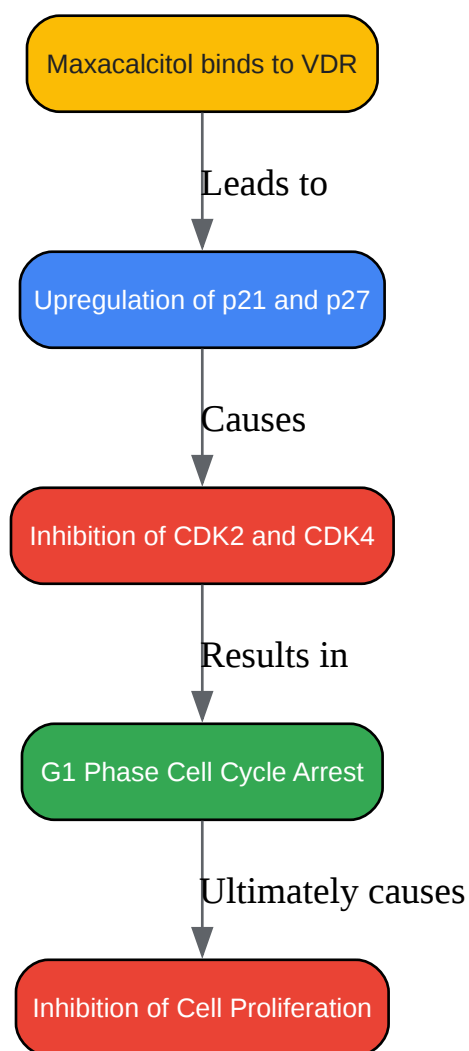 Maxacalcitol binds to VDR
Leads to
Upregulation of p21 and p27
Causes
Inhibition of CDK2 and CDK4
Results in
G1 Phase Cell Cycle Arrest
Ultimately causes
Inhibition of Cell Proliferation